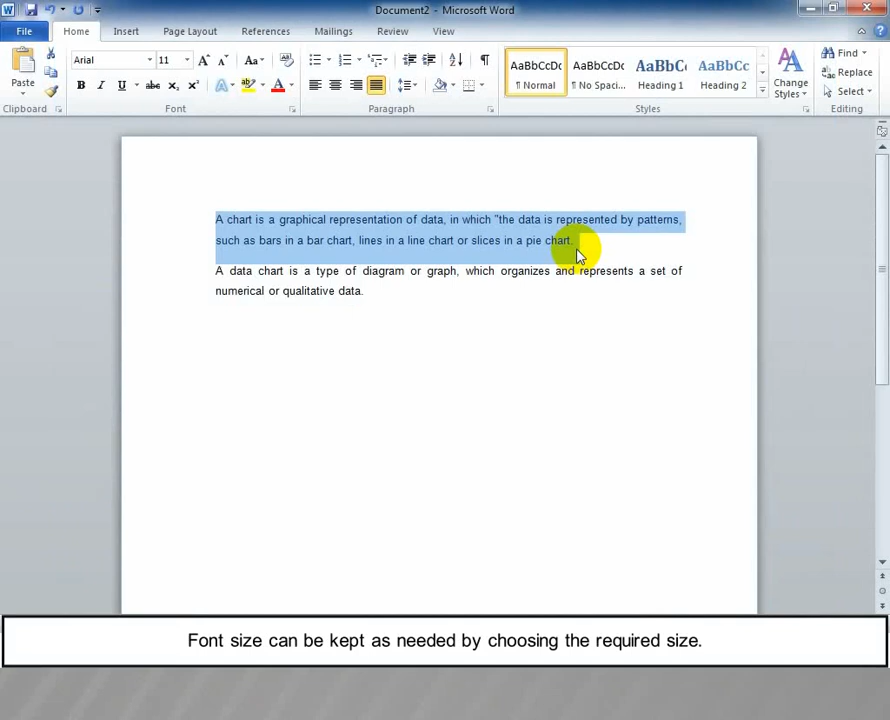 Document2 - Microsoft Word
File Home Insert Page Layout References Mailings Review View
Arial 11 Aa
Paste
B I U abc X₂ X² A ab A
AaBbCcDc AaBbCcDc AaBbCc AaBbCc
¶ Normal ¶ No Spaci... Heading 1 Heading 2
Change Styles
Find
Replace
Select
Clipboard Font Paragraph Styles Editing
A chart is a graphical representation of data, in which "the data is represented by patterns,
such as bars in a bar chart, lines in a line chart or slices in a pie chart.
A data chart is a type of diagram or graph, which organizes and represents a set of
numerical or qualitative data.
Font size can be kept as needed by choosing the required size.